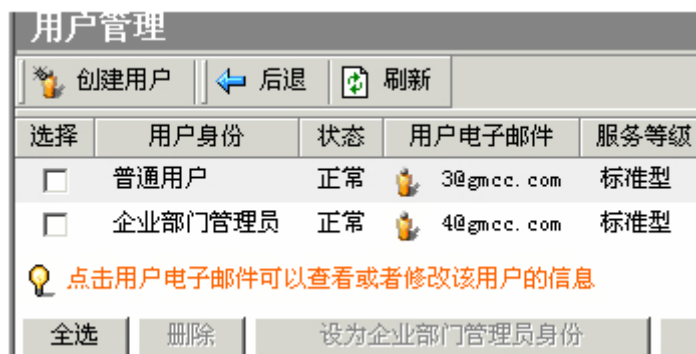 用户管理
创建用户 后退 刷新
选择 用户身份 状态 用户电子邮件 服务等级
普通用户 正常 3@gmcc.com 标准型
企业部门管理员 正常 4@gmcc.com 标准型
点击用户电子邮件可以查看或者修改该用户的信息
全选 删除 设为企业部门管理员身份